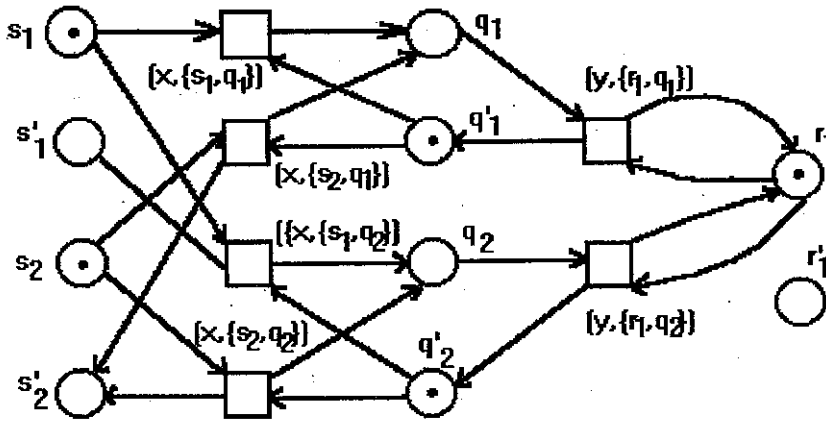 s₁
q₁
(x,{s₁,q₁})
(y,{r₁,q₁})
s'₁
q'₁
r
(x,{s₂,q₁})
({x,{s₁,q₂})
s₂
q₂
r'₁
(x,{s₂,q₂})
(y,{r₁,q₂})
q'₂
s'₂